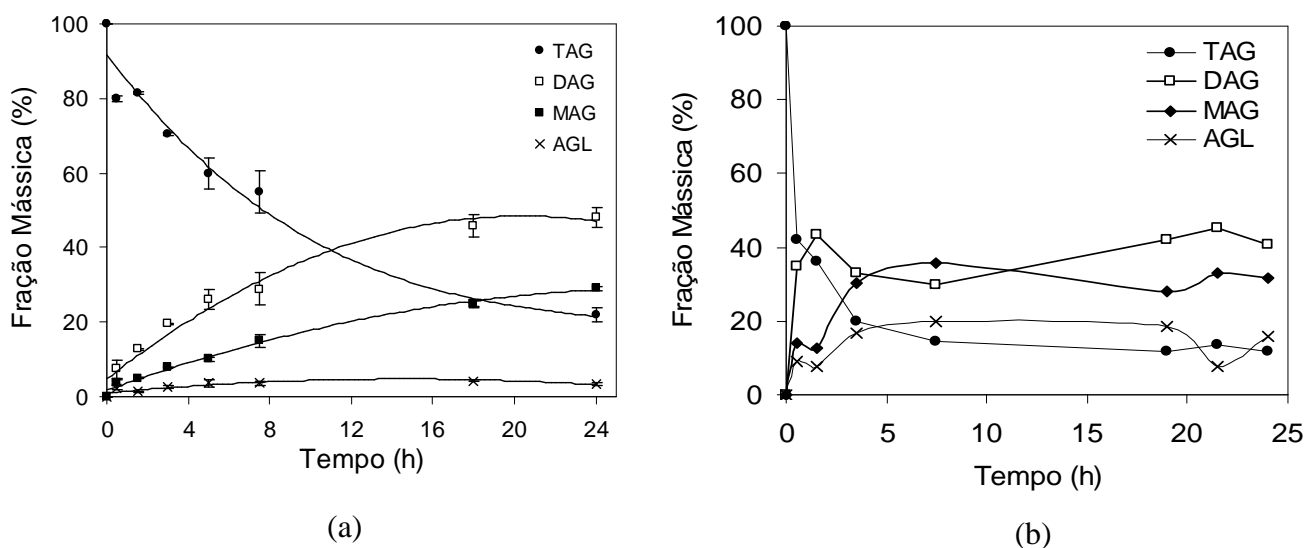 100
80
60
40
20
0
Fração Mássica (%)
TAG
DAG
MAG
AGL
0 4 8 12 16 20 24
Tempo (h)
(a)
100
80
60
40
20
0
Fração Mássica (%)
TAG
DAG
MAG
AGL
0 5 10 15 20 25
Tempo (h)
(b)